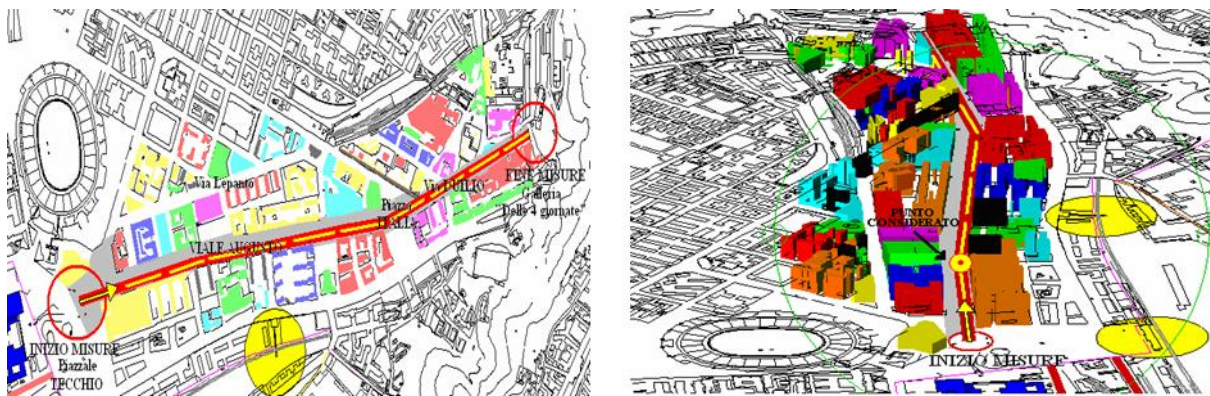 Via Lepanto
Via DUILIO
Piazza
ITALIA
VIALE AUGUSTO
FINE MISURE
Galleria
"Delle 4 giornate"
INIZIO MISURE
Piazzale
TECCHIO
PUNTO
CONSIDERATO
INIZIO MISURE